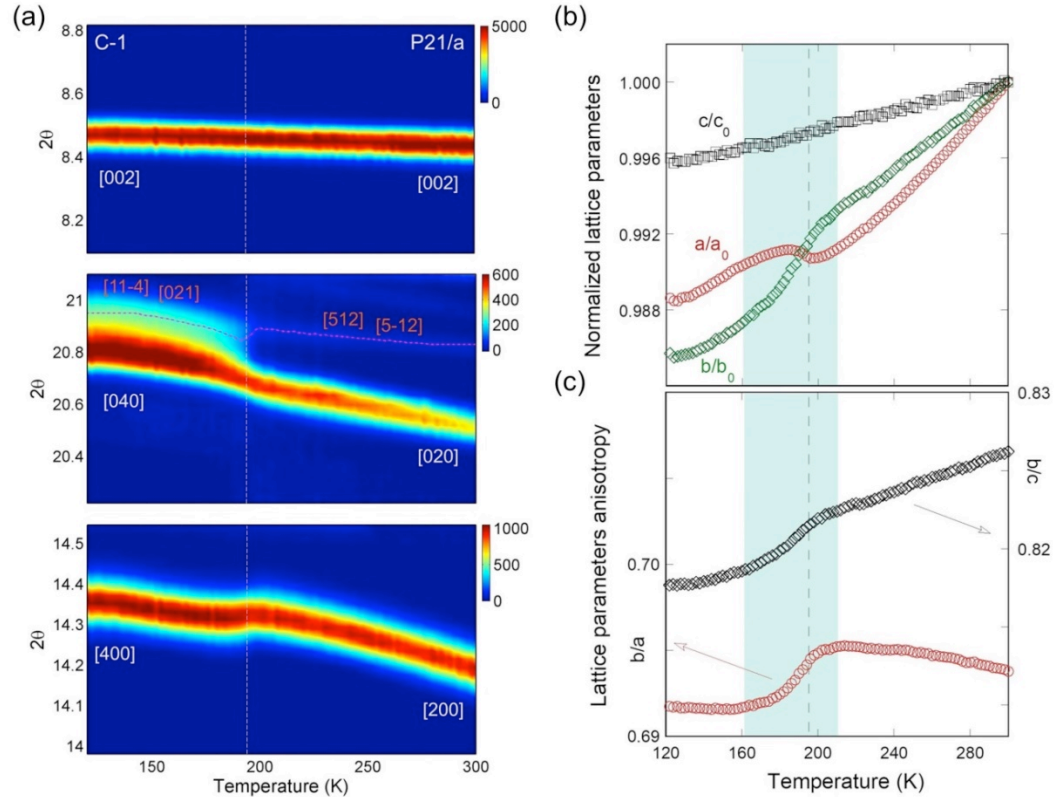 (a)
C-1
P21/a
5000
0
8.8
8.6
8.4
8.2
2θ
[002]
[002]
[11-4]
[021]
[512]
[5-12]
600
400
200
0
21
20.8
20.6
20.4
2θ
[040]
[020]
1000
500
0
14.5
14.4
14.3
14.2
14.1
14
2θ
[400]
[200]
150
200
250
300
Temperature (K)
(b)
Normalized lattice parameters
1.000
0.996
0.992
0.988
c/c0
a/a0
b/b0
(c)
Lattice parameters anisotropy
b/a
0.70
0.69
0.83
0.82
b/c
120
160
200
240
280
Temperature (K)